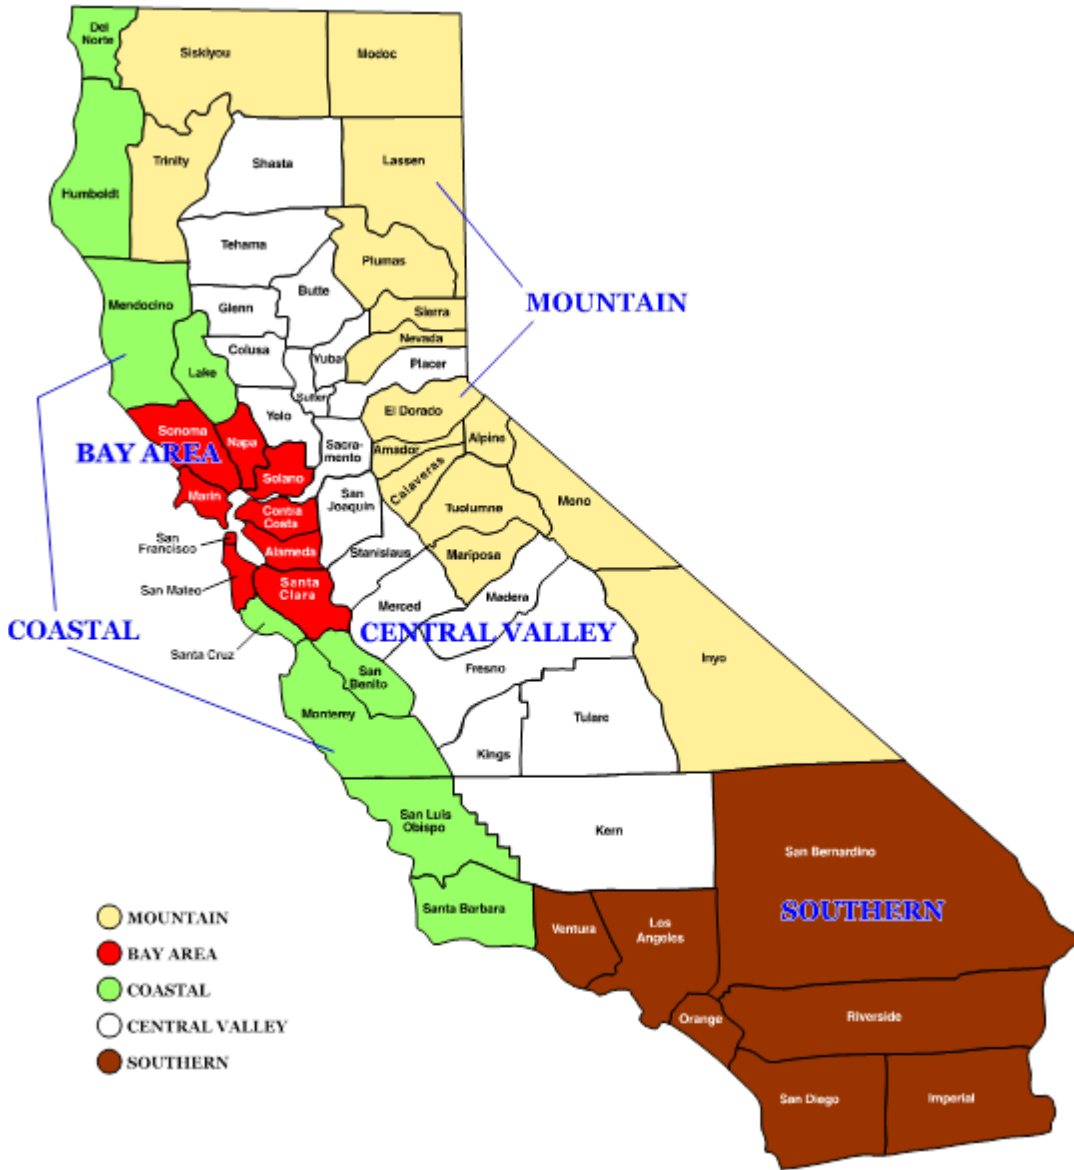 Del
Norte
Siskiyou
Modoc
Trinity
Shasta
Lassen
Humboldt
Tehama
Plumas
Butte
MOUNTAIN
Mendocino
Glenn
Sierra
Nevada
Colusa
Yuba
Placer
Lake
Sutter
El Dorado
Yolo
Sonoma
Napa
Sacra-
mento
Amador
Alpine
BAY AREA
Calaveras
Solano
Marin
San
Joaquin
Tuolumne
Mono
Contra
Costa
San
Francisco
Alameda
Stanislaus
Mariposa
San Mateo
Santa
Clara
Merced
Madera
COASTAL
CENTRAL VALLEY
Santa Cruz
Inyo
San
Benito
Fresno
Monterey
Tulare
Kings
San Luis
Obispo
Kern
San Bernardino
Santa Barbara
Ventura
Los
Angeles
SOUTHERN
Orange
Riverside
San Diego
Imperial
MOUNTAIN
BAY AREA
COASTAL
CENTRAL VALLEY
SOUTHERN